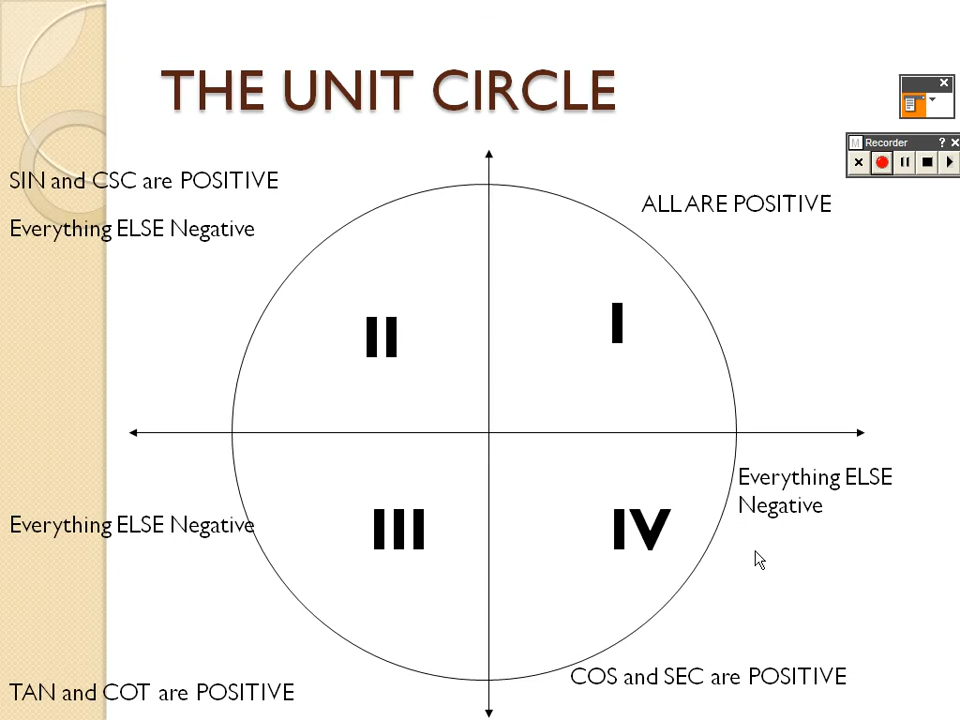 THE UNIT CIRCLE
Recorder
SIN and CSC are POSITIVE
Everything ELSE Negative
ALL ARE POSITIVE
II
I
Everything ELSE
Negative
Everything ELSE Negative
III
IV
TAN and COT are POSITIVE
COS and SEC are POSITIVE